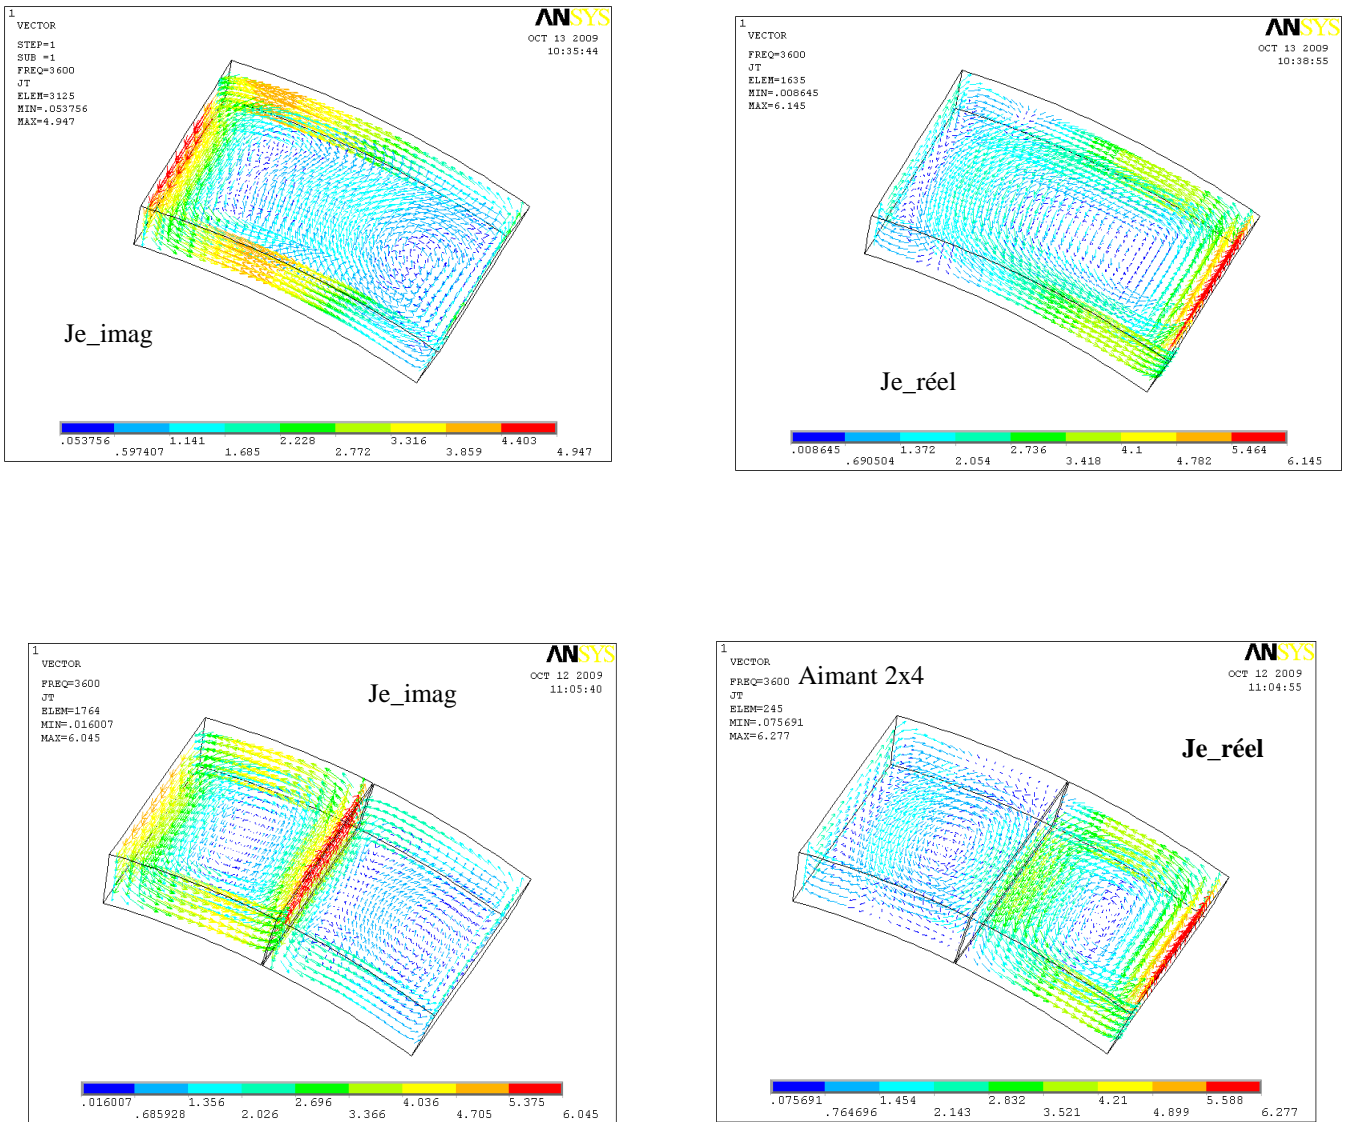 1
VECTOR
STEP=1
SUB =1
FREQ=3600
JT
ELEM=3125
MIN=.053756
MAX=4.947
ANSYS
OCT 13 2009
10:35:44
Je_imag
.053756 1.141 2.228 3.316 4.403
.597407 1.685 2.772 3.859 4.947
1
VECTOR
FREQ=3600
JT
ELEM=1635
MIN=.008645
MAX=6.145
ANSYS
OCT 13 2009
10:38:55
Je_réel
.008645 1.372 2.736 4.1 5.464
.690504 2.054 3.418 4.782 6.145
1
VECTOR
FREQ=3600
JT
ELEM=1764
MIN=.016007
MAX=6.045
ANSYS
OCT 12 2009
11:05:40
Je_imag
.016007 1.356 2.696 4.036 5.375
.685928 2.026 3.366 4.705 6.045
1
VECTOR
FREQ=3600
JT
ELEM=245
MIN=.075691
MAX=6.277
Aimant 2x4
ANSYS
OCT 12 2009
11:04:55
Je_réel
.075691 1.454 2.832 4.21 5.588
.764696 2.143 3.521 4.899 6.277